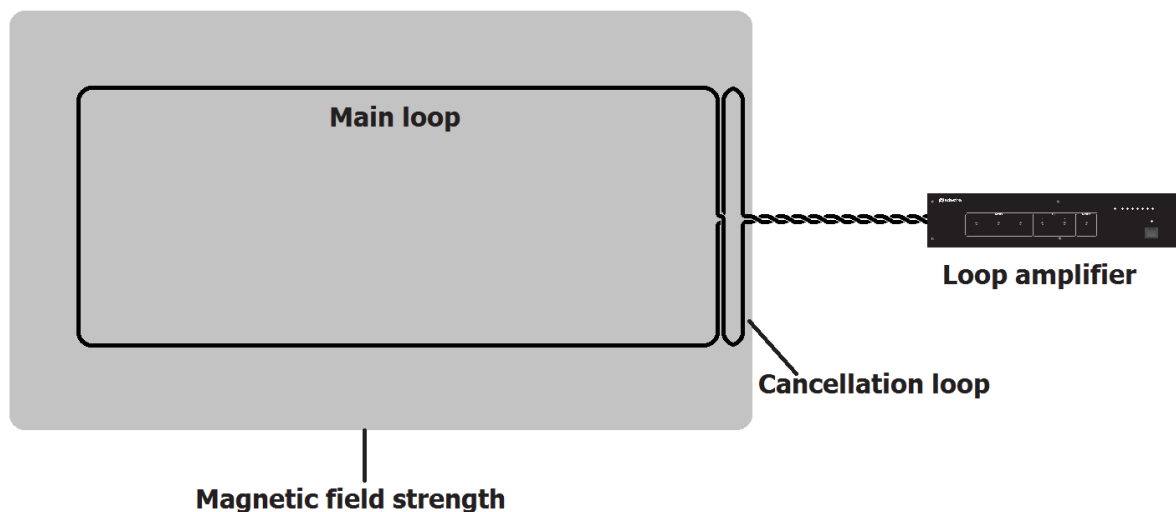 Main loop
Loop amplifier
Cancellation loop
Magnetic field strength